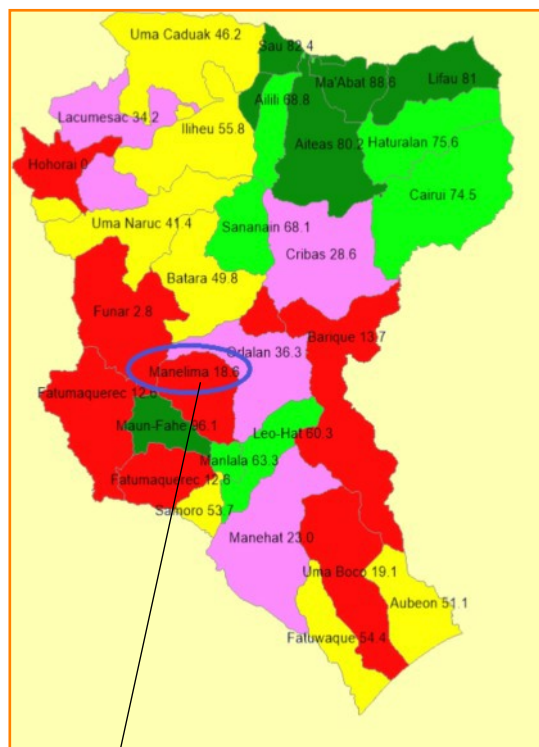 Uma Caduak 46.2
Sau 82.4
Ma'Abat 88.6
Lifau 81
Ailili 68.8
Lacumesac 34.2
Iliheu 55.8
Aiteas 80.2
Haturalan 75.6
Hohorai 0
Cairui 74.5
Uma Naruc 41.4
Sananain 68.1
Cribas 28.6
Batara 49.8
Funar 2.8
Barique 13.7
Odalan 36.3
Manelima 18.6
Fatumaquerec 12.6
Maun-Fahe 96.1
Leo-Hat 60.3
Manlala 63.3
Fatumaquerec 12.8
Samoro 53.7
Manehat 23.0
Uma Boco 19.1
Aubeon 51.1
Fatuwaque 54.4